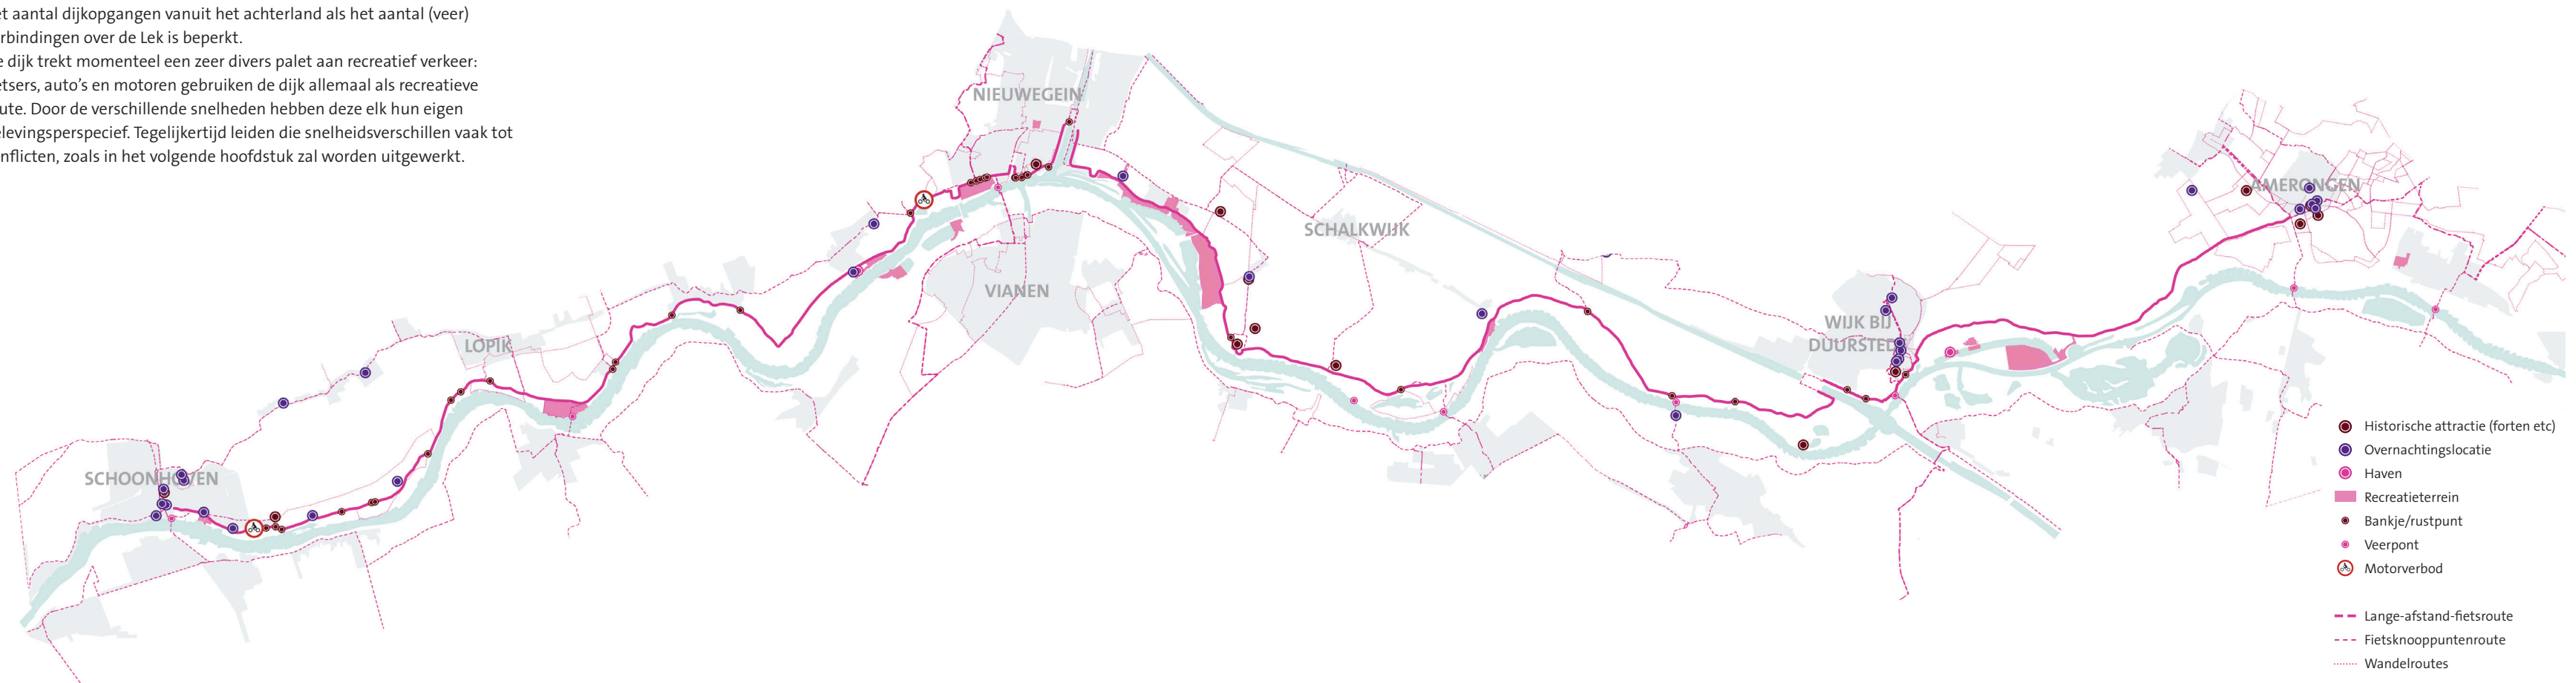 et aantal dijkopgangen vanuit het achterland als het aantal (veer)
rbindingen over de Lek is beperkt.
e dijk trekt momenteel een zeer divers palet aan recreatief verkeer:
etsers, auto's en motoren gebruiken de dijk allemaal als recreatieve
ute. Door de verschillende snelheden hebben deze elk hun eigen
elevingsperspecief. Tegelijkertijd leiden die snelheidsverschillen vaak tot
nflicten, zoals in het volgende hoofdstuk zal worden uitgewerkt.
NIEUWEGEIN
AMERONGEN
SCHALKWIJK
VIANEN
WIJK BIJ
DUURSTEDE
LOPIK
SCHOONHOVEN
Historische attractie (forten etc)
Overnachtingslocatie
Haven
Recreatieterrein
Bankje/rustpunt
Veerpont
Motorverbod
Lange-afstand-fietsroute
Fietsknooppuntenroute
Wandelroutes